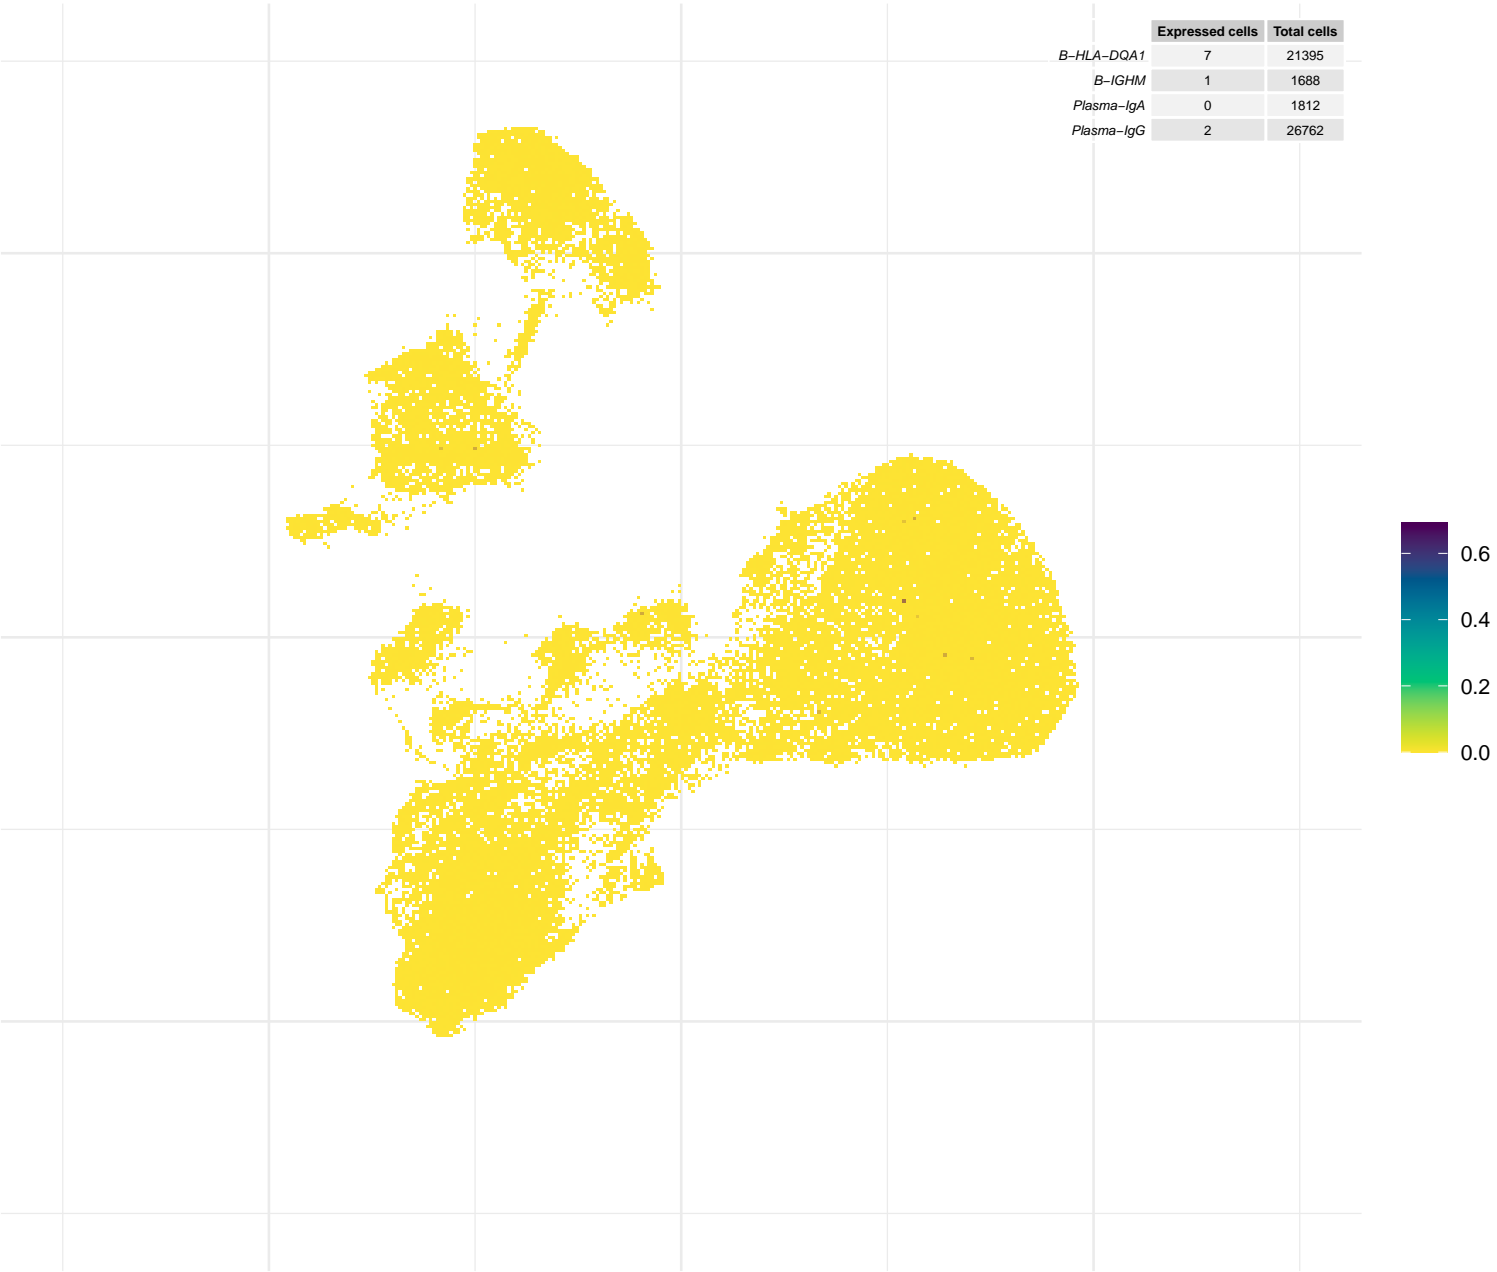 Expressed cells Total cells
B−HLA−DQA1 7 21395
B−IGHM 1 1688
Plasma−IgA 0 1812
Plasma−IgG 2 26762
0.6
0.4
0.2
0.0